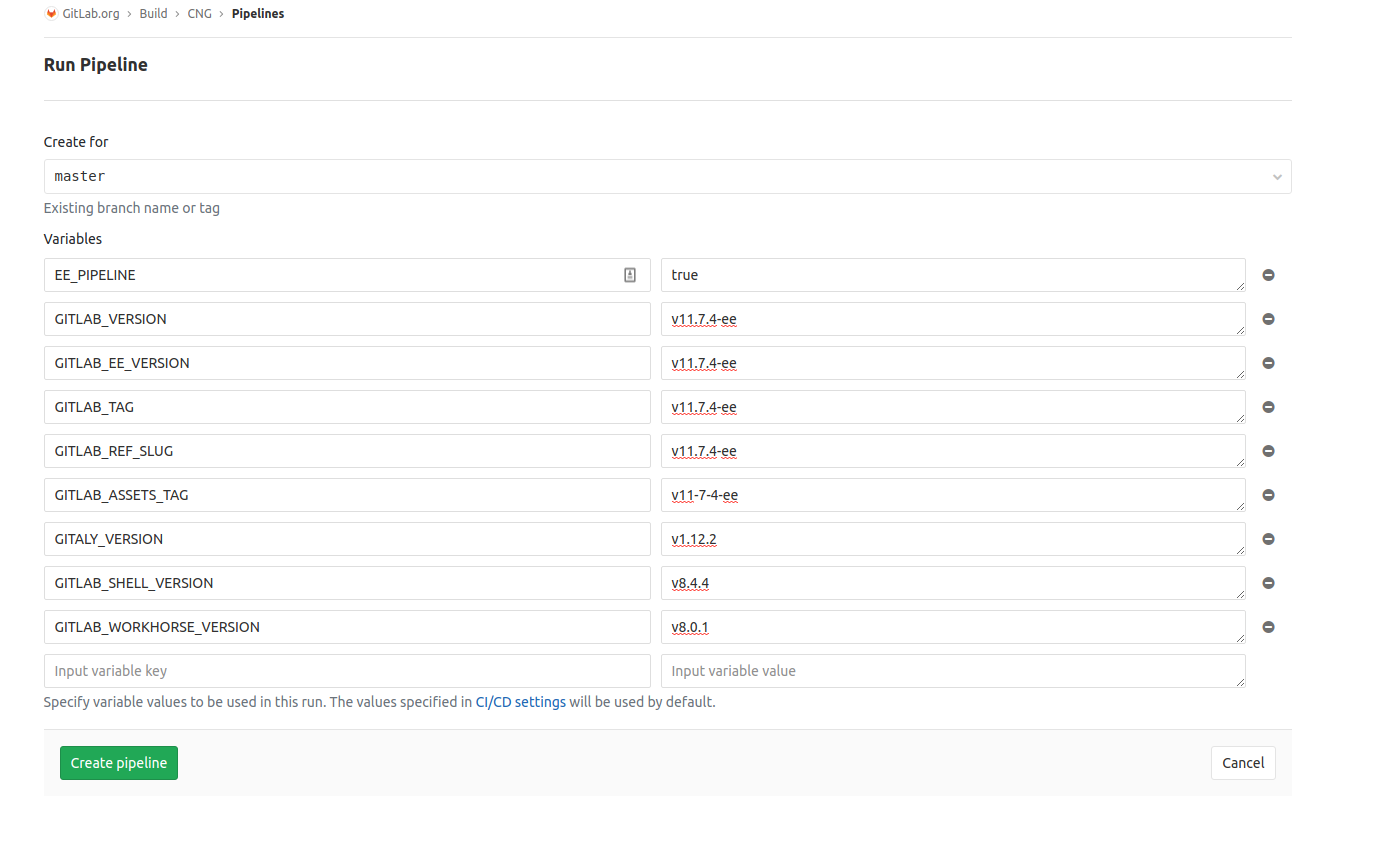 GitLab.org › Build › CNG › Pipelines
Run Pipeline
Create for
master
Existing branch name or tag
Variables
EE_PIPELINE true
GITLAB_VERSION v11.7.4-ee
GITLAB_EE_VERSION v11.7.4-ee
GITLAB_TAG v11.7.4-ee
GITLAB_REF_SLUG v11.7.4-ee
GITLAB_ASSETS_TAG v11-7-4-ee
GITALY_VERSION v1.12.2
GITLAB_SHELL_VERSION v8.4.4
GITLAB_WORKHORSE_VERSION v8.0.1
Input variable key Input variable value
Specify variable values to be used in this run. The values specified in CI/CD settings will be used by default.
Create pipeline Cancel